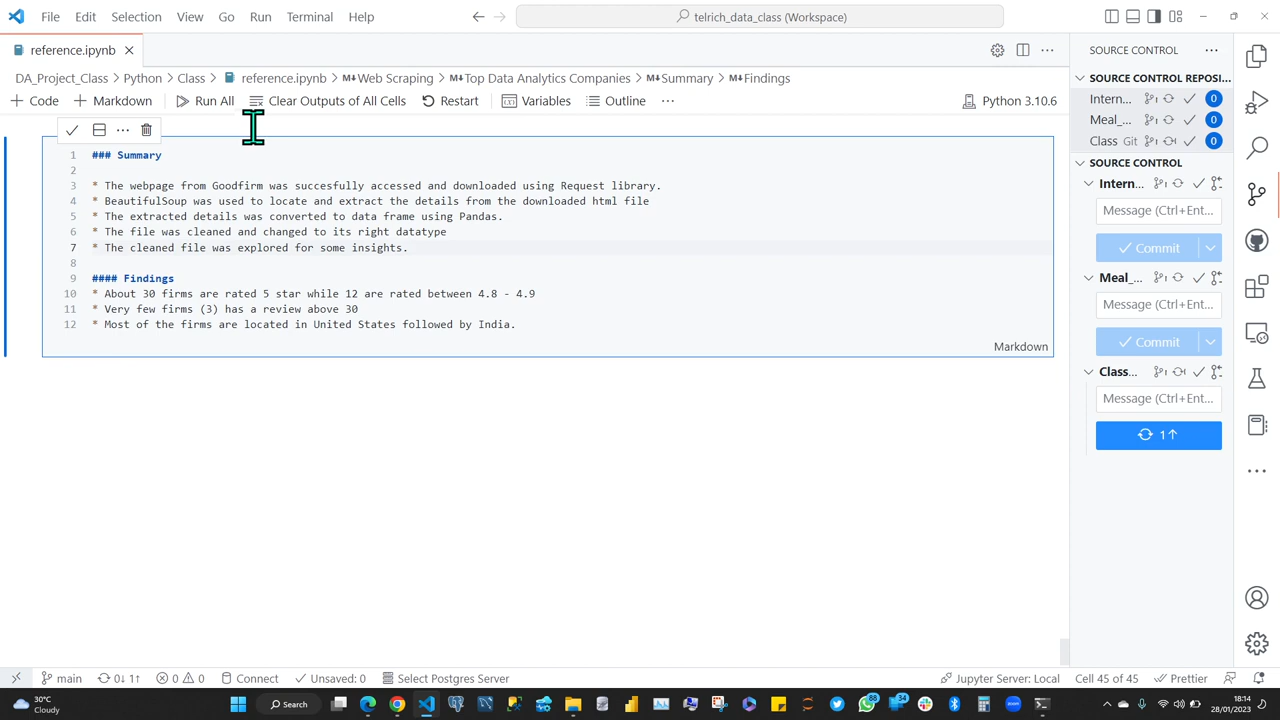 File Edit Selection View Go Run Terminal Help
telrich_data_class (Workspace)
reference.ipynb
DA_Project_Class > Python > Class > reference.ipynb > M↓Web Scraping > M↓Top Data Analytics Companies > M↓Summary > M↓Findings
Code Markdown Run All Clear Outputs of All Cells Restart Variables Outline ... Python 3.10.6
1 ### Summary
2
3 * The webpage from Goodfirm was succesfully accessed and downloaded using Request library.
4 * BeautifulSoup was used to locate and extract the details from the downloaded html file
5 * The extracted details was converted to data frame using Pandas.
6 * The file was cleaned and changed to its right datatype
7 * The cleaned file was explored for some insights.
8
9 #### Findings
10 * About 30 firms are rated 5 star while 12 are rated between 4.8 - 4.9
11 * Very few firms (3) has a review above 30
12 * Most of the firms are located in United States followed by India.
Markdown
SOURCE CONTROL
SOURCE CONTROL REPOSI...
Intern... 0
Meal_... 0
Class Git 0
SOURCE CONTROL
Intern...
Message (Ctrl+Ent...
Commit
Meal_...
Message (Ctrl+Ent...
Commit
Class...
Message (Ctrl+Ent...
1↑
main 0↓ 1↑ 0 0 Connect Unsaved: 0 Select Postgres Server Jupyter Server: Local Cell 45 of 45 Prettier
30°C
Cloudy
Search
88
34
zoom
18:34
28/01/2023